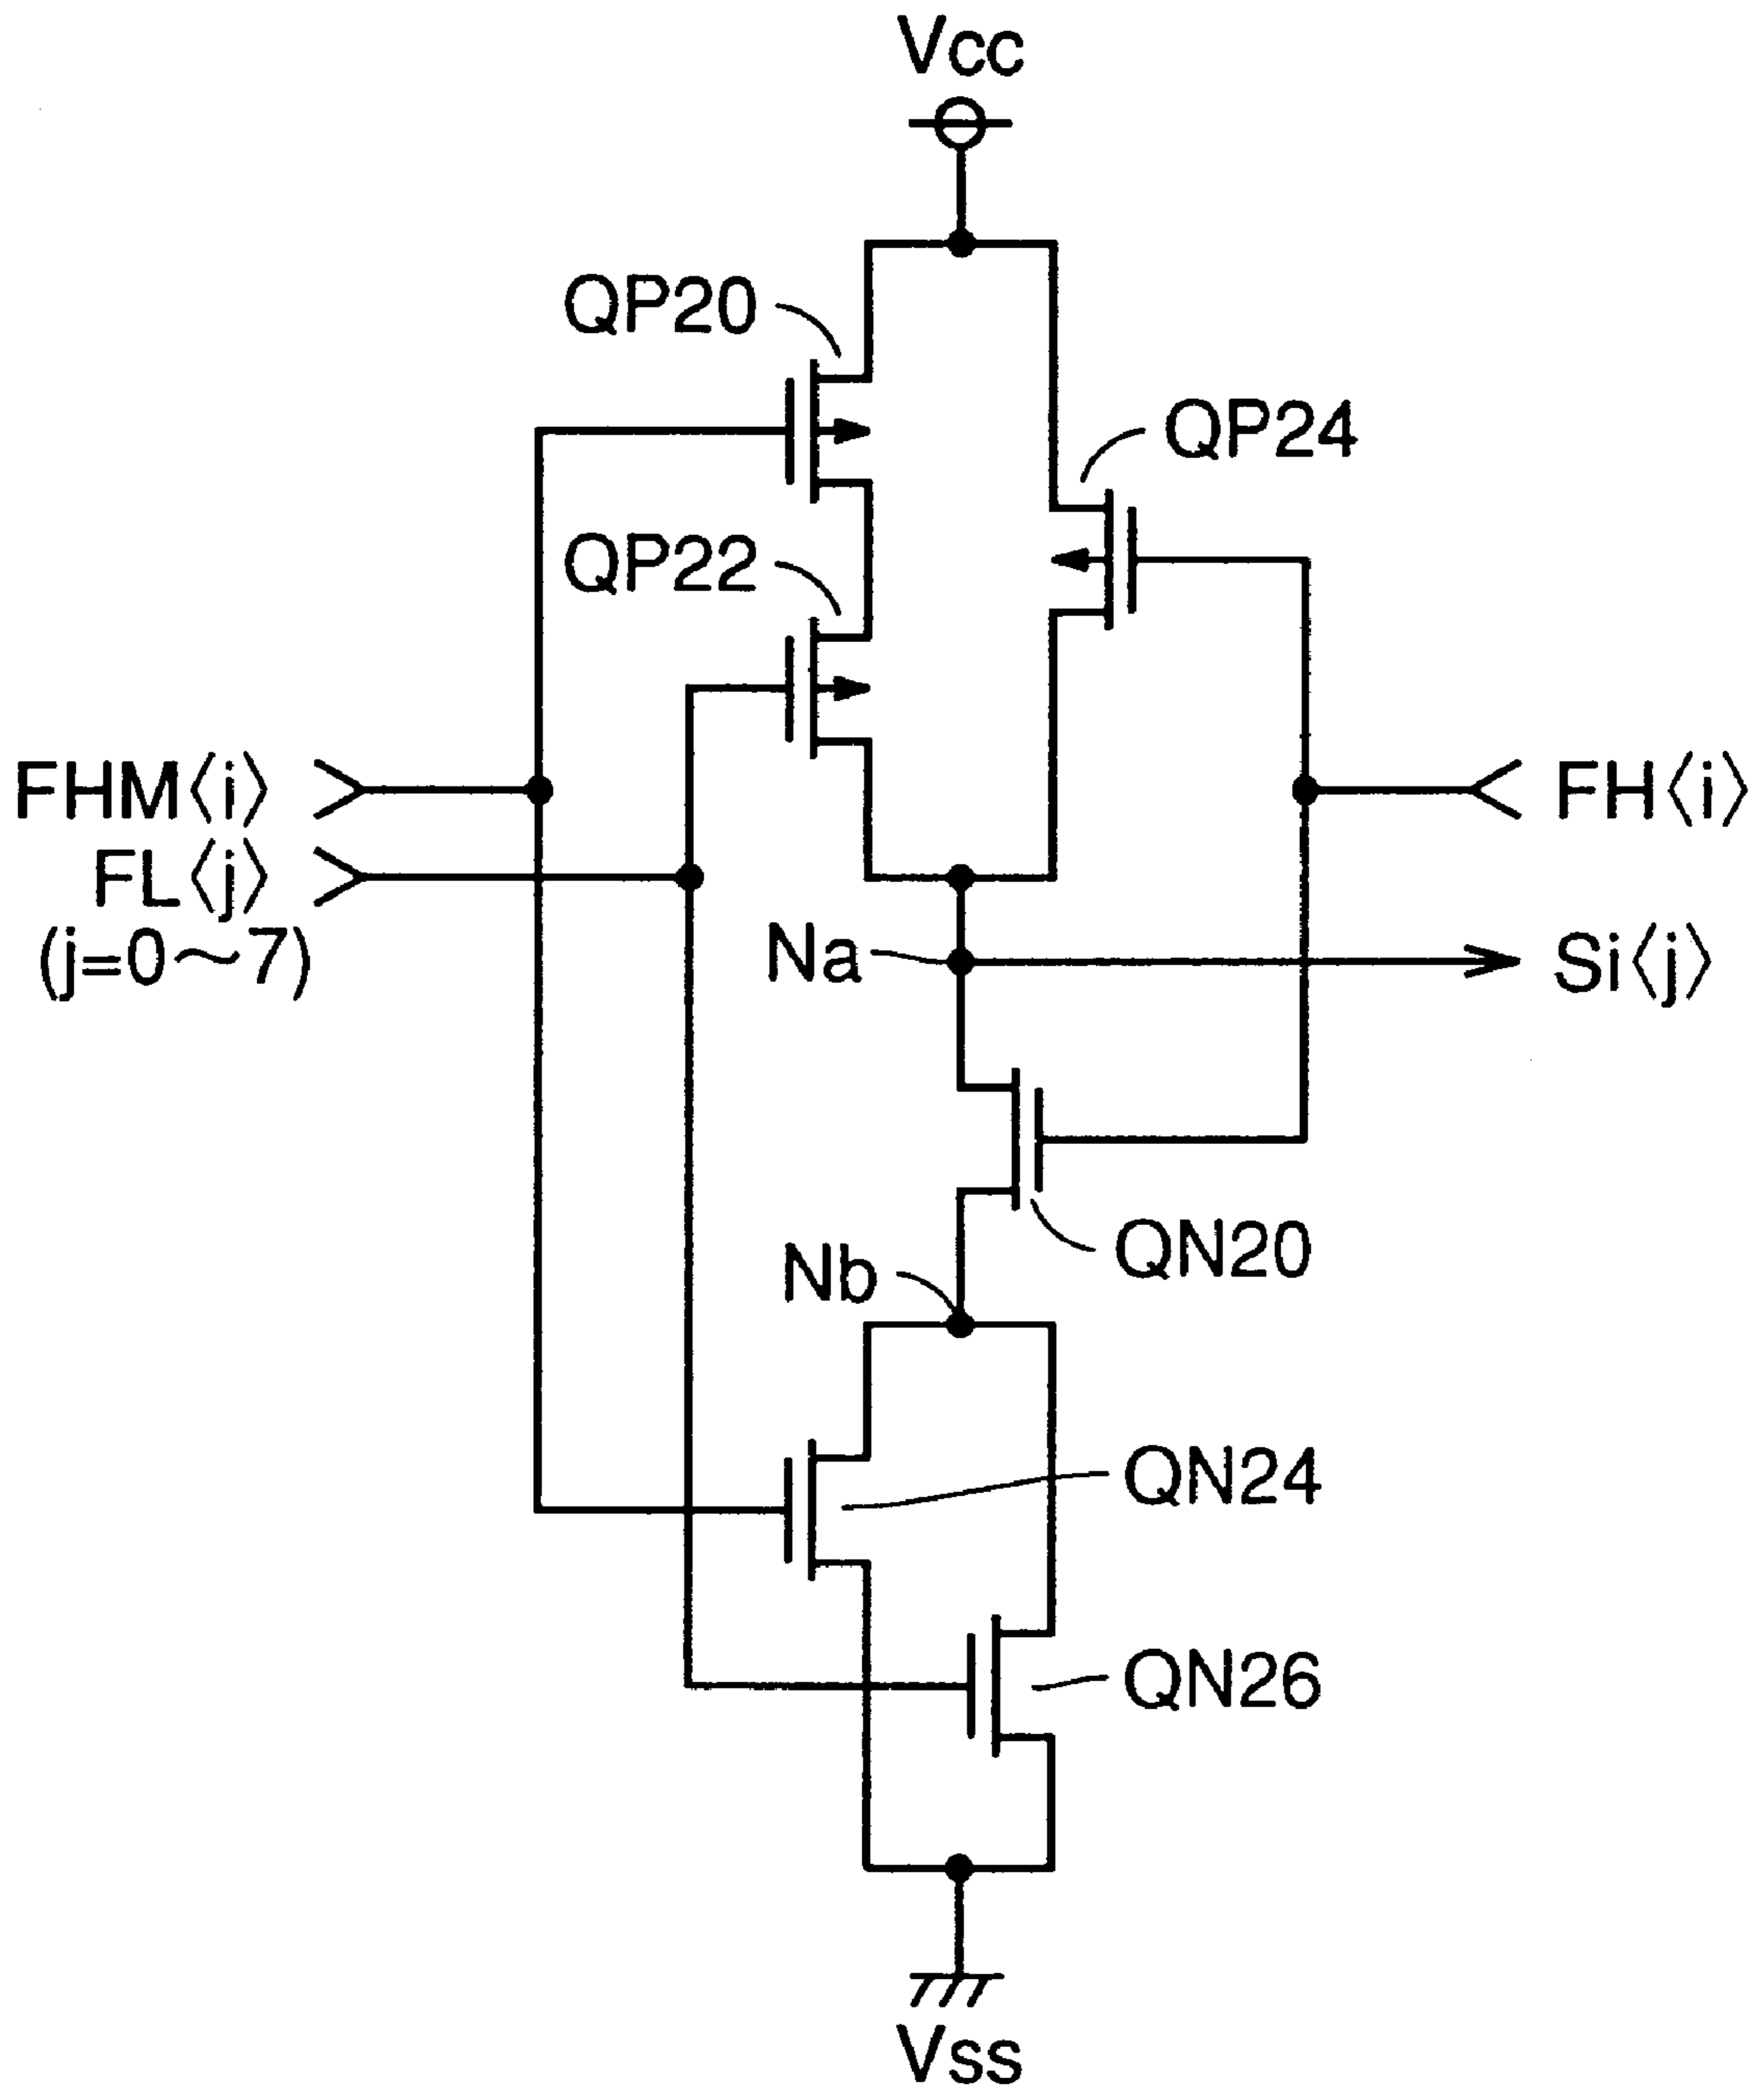 Vcc
QP20
QP24
QP22
FHM⟨i⟩
FH⟨i⟩
FL⟨j⟩
(j=0~7)
Na
Si⟨j⟩
QN20
Nb
QN24
QN26
Vss